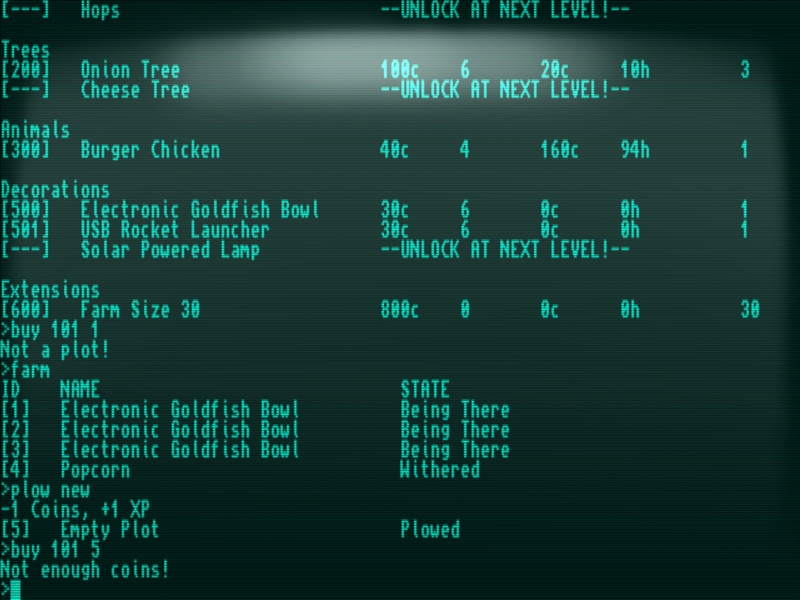 [---] Hops --UNLOCK AT NEXT LEVEL!--
Trees
[200] Onion Tree 100c 6 20c 10h 3
[---] Cheese Tree --UNLOCK AT NEXT LEVEL!--
Animals
[300] Burger Chicken 40c 4 160c 94h 1
Decorations
[500] Electronic Goldfish Bowl 30c 6 0c 0h 1
[501] USB Rocket Launcher 30c 6 0c 0h 1
[---] Solar Powered Lamp --UNLOCK AT NEXT LEVEL!--
Extensions
[600] Farm Size 30 800c 0 0c 0h 30
>buy 101 1
Not a plot!
>farm
ID NAME STATE
[1] Electronic Goldfish Bowl Being There
[2] Electronic Goldfish Bowl Being There
[3] Electronic Goldfish Bowl Being There
[4] Popcorn Withered
>plow new
-1 Coins, +1 XP
[5] Empty Plot Plowed
>buy 101 5
Not enough coins!
>